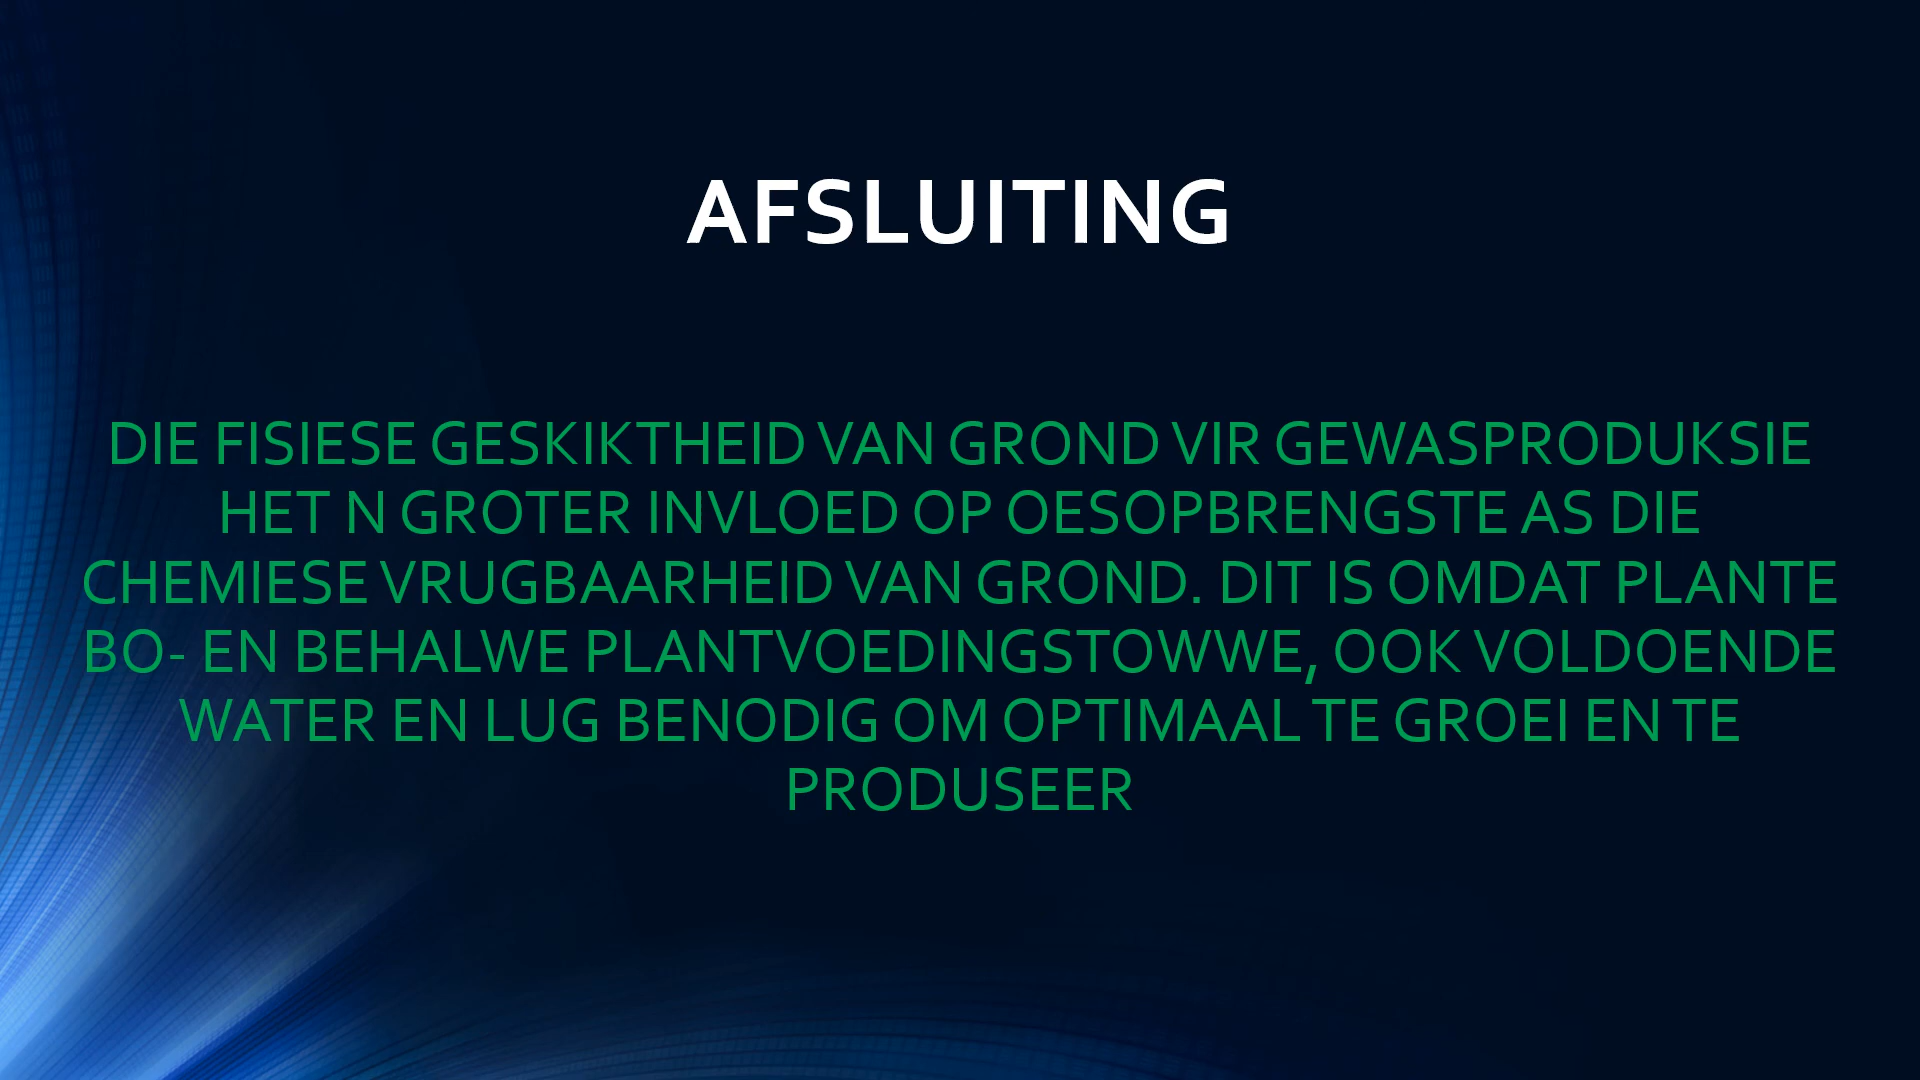 AFSLUITING
DIE FISIESE GESKIKTHEID VAN GROND VIR GEWASPRODUKSIE
HET N GROTER INVLOED OP OESOPBRENGSTE AS DIE
CHEMIESE VRUGBAARHEID VAN GROND. DIT IS OMDAT PLANTE
BO- EN BEHALWE PLANTVOEDINGSTOWWE, OOK VOLDOENDE
WATER EN LUG BENODIG OM OPTIMAAL TE GROEI EN TE
PRODUSEER